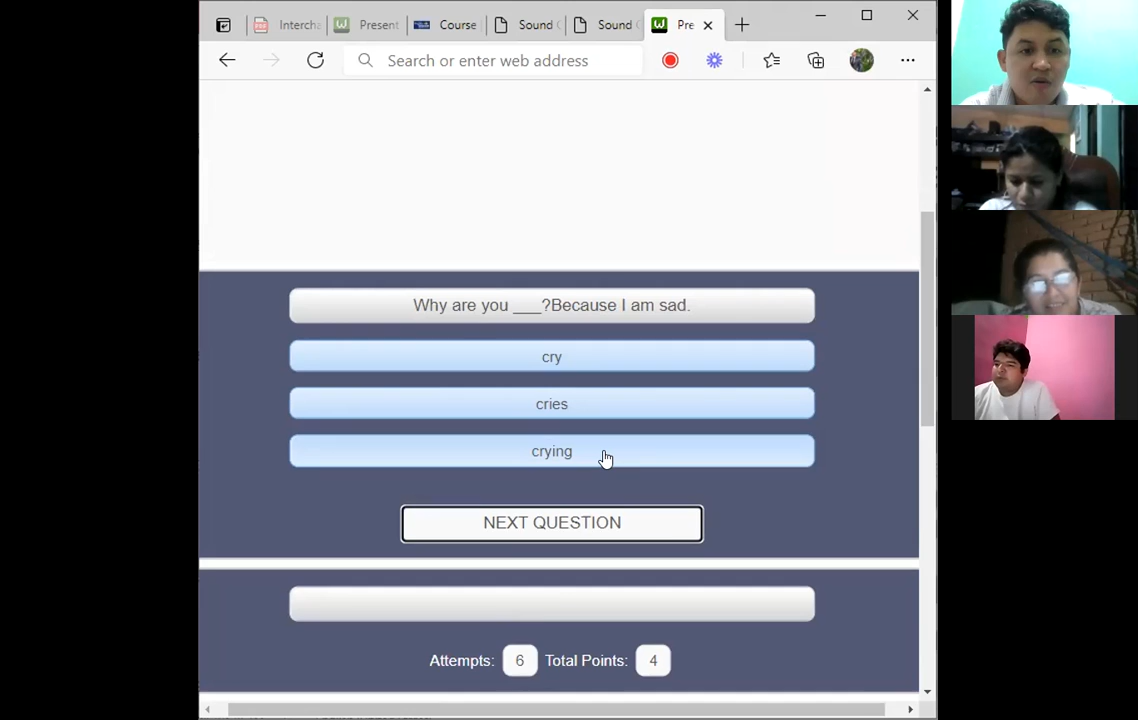 Interch
Present
Course
Sound
Sound
Pre
Search or enter web address
Why are you ___?Because I am sad.
cry
cries
crying
NEXT QUESTION
Attempts: 6 Total Points: 4